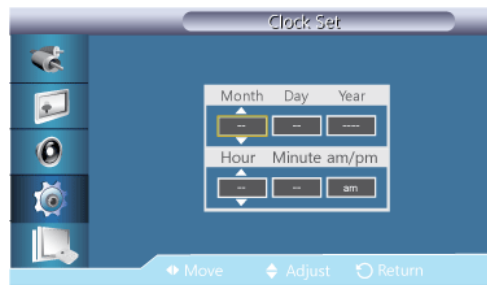 Clock Set
Month Day Year
-- -- ----
Hour Minute am/pm
-- -- am
Move Adjust Return